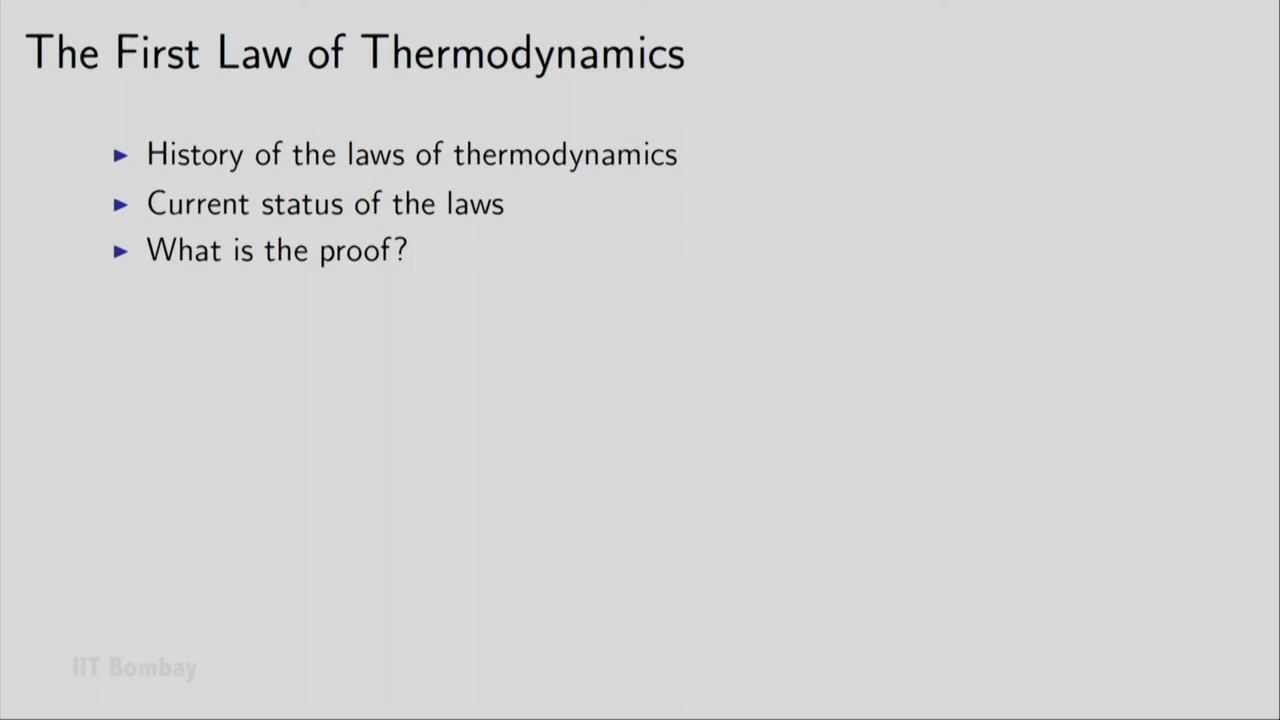 The First Law of Thermodynamics
▶ History of the laws of thermodynamics
▶ Current status of the laws
▶ What is the proof?
IIT Bombay